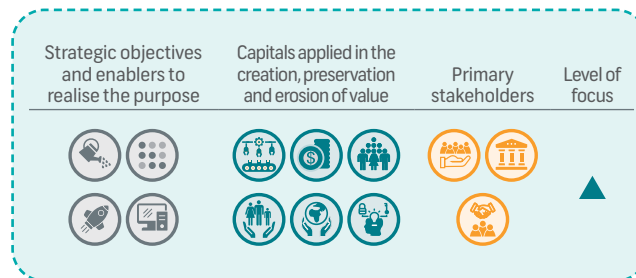 Strategic objectives
and enablers to
realise the purpose
Capitals applied in the
creation, preservation
and erosion of value
Primary
stakeholders
Level of
focus
$